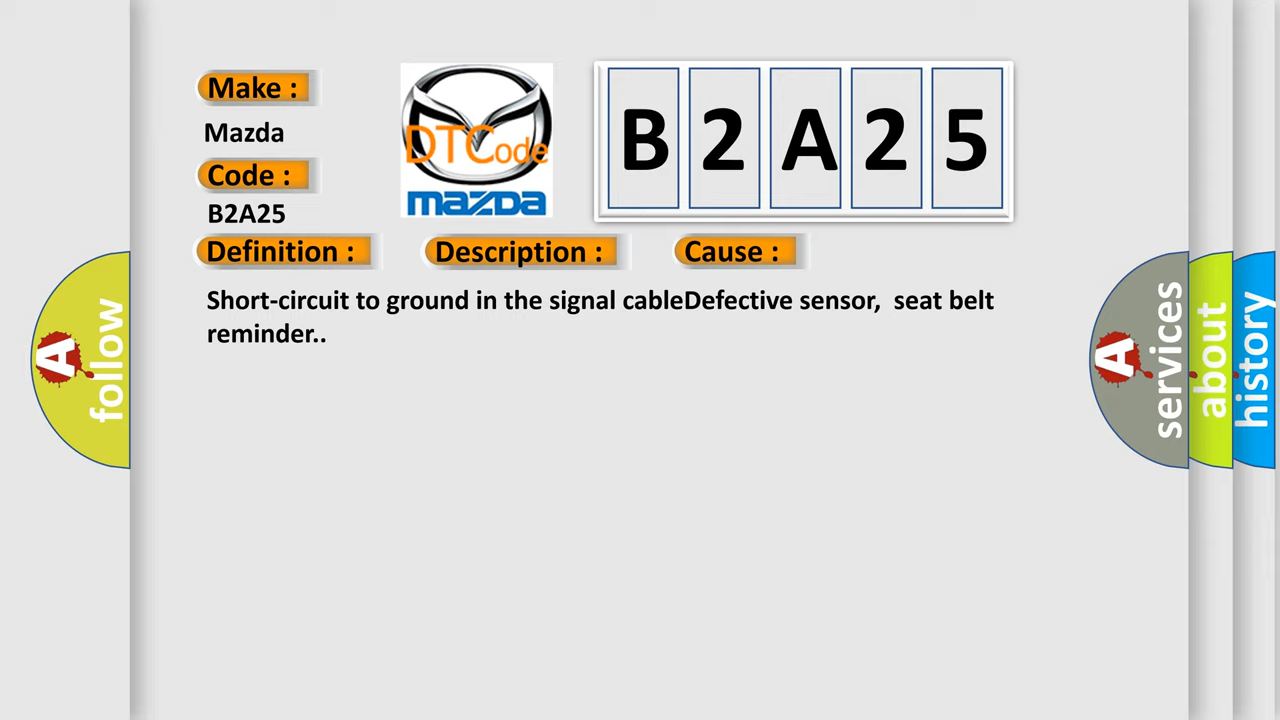 Make :
Mazda
Code :
B2A25
DTCode
mazda
B 2 A 2 5
Definition :
Description :
Cause :
Short-circuit to ground in the signal cableDefective sensor, seat belt
reminder..
A
follow
A
services
about
history